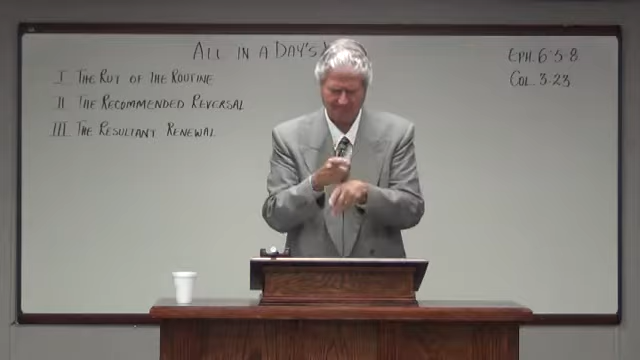 ALL IN A DAY'S
I THE RUT OF THE ROUTINE
II THE RECOMMENDED REVERSAL
III THE RESULTANT RENEWAL
EPH. 6:5-8
COL. 3:23